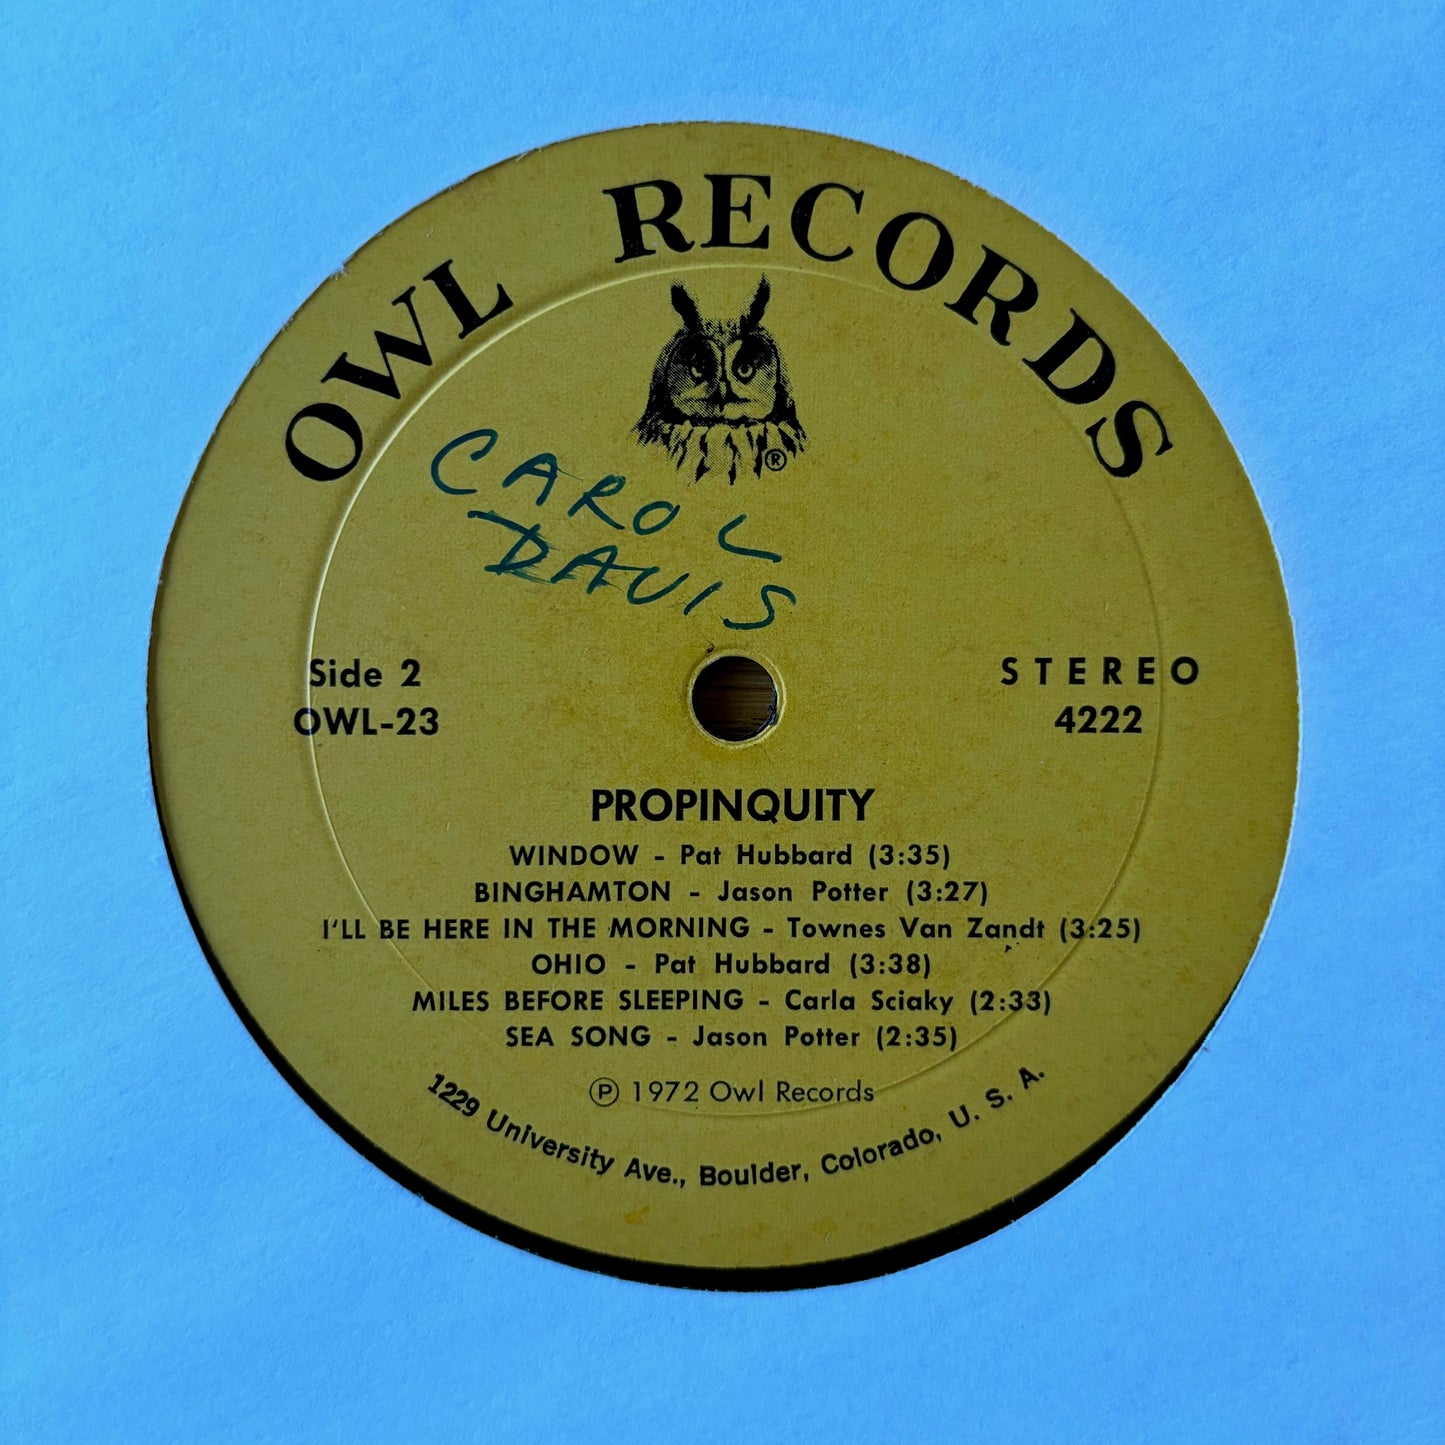 OWL RECORDS
®
CAROL
DAVIS
Side 2
OWL-23
STEREO
4222
PROPINQUITY
WINDOW - Pat Hubbard (3:35)
BINGHAMTON - Jason Potter (3:27)
I'LL BE HERE IN THE MORNING - Townes Van Zandt (3:25)
OHIO - Pat Hubbard (3:38)
MILES BEFORE SLEEPING - Carla Sciaky (2:33)
SEA SONG - Jason Potter (2:35)
℗ 1972 Owl Records
1229 University Ave., Boulder, Colorado, U. S. A.